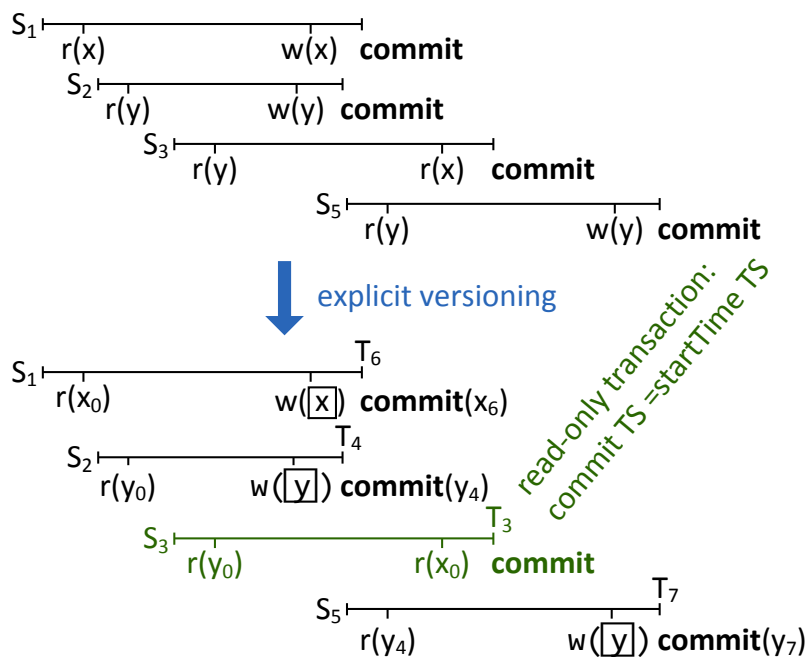 S₁
r(x) w(x) commit
S₂
r(y) w(y) commit
S₃
r(y) r(x) commit
S₅
r(y) w(y) commit
explicit versioning
read-only transaction:
commit TS =startTime TS
S₁ T₆
r(x₀) w(x) commit(x₆)
S₂ T₄
r(y₀) w(y) commit(y₄)
S₃ T₃
r(y₀) r(x₀) commit
S₅ T₇
r(y₄) w(y) commit(y₇)